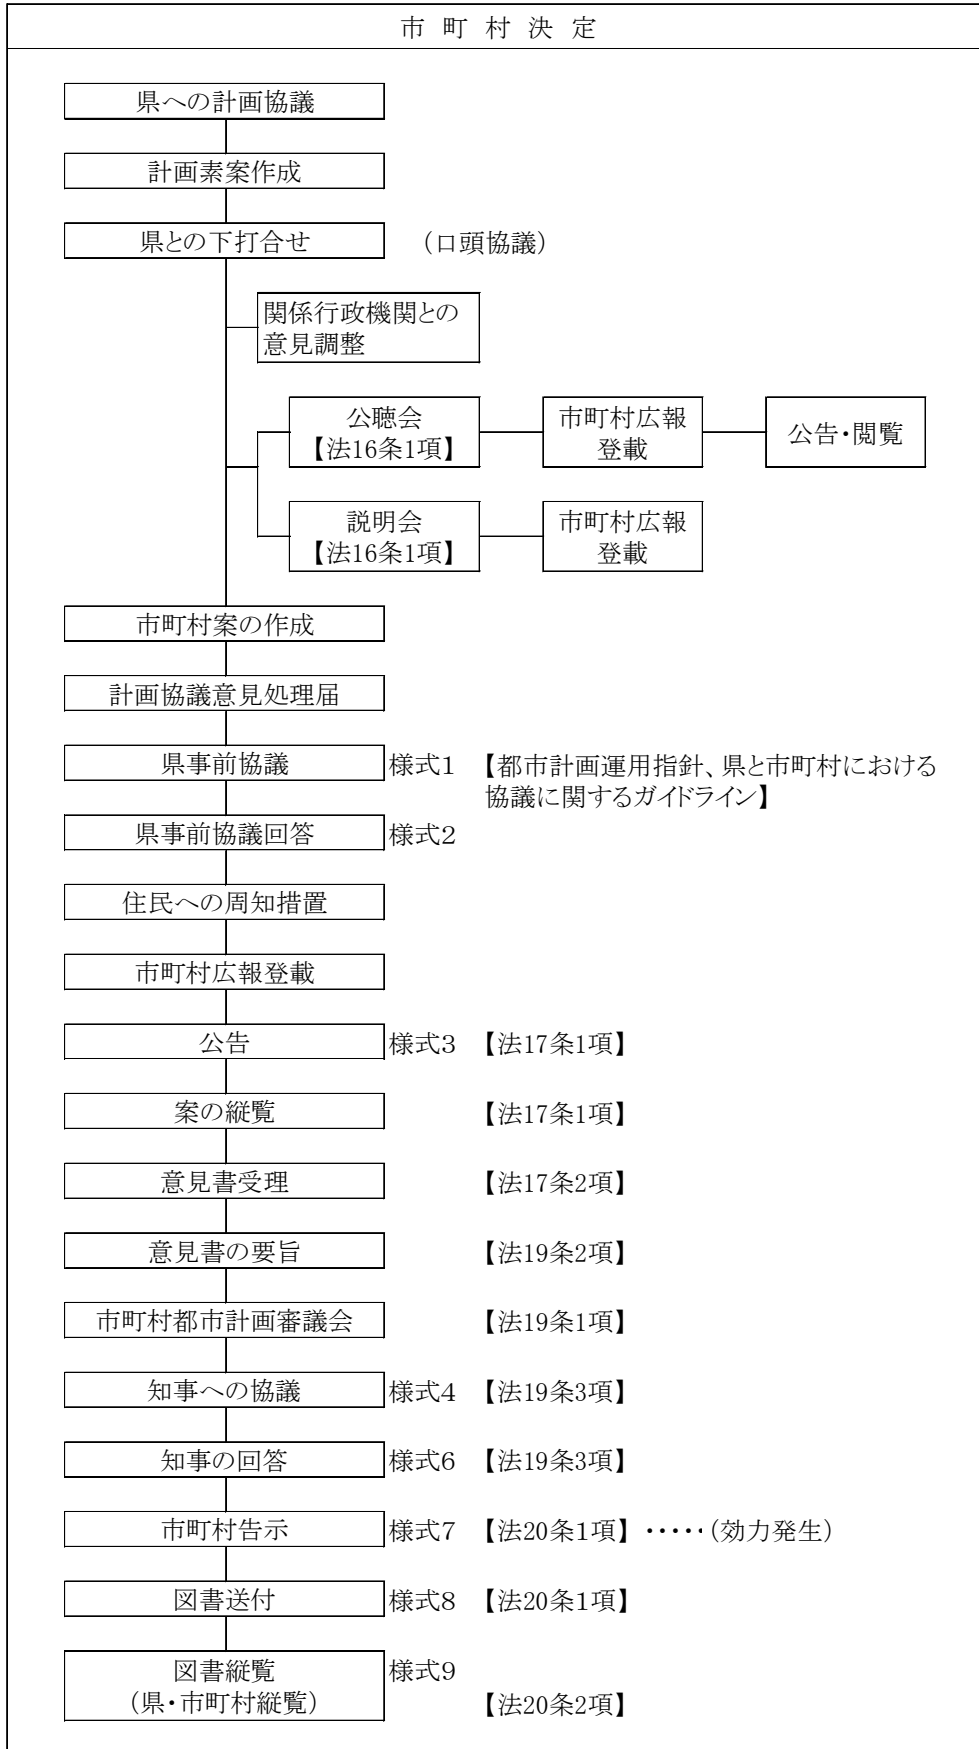 市町村決定
県への計画協議
計画素案作成
県との下打合せ (口頭協議)
関係行政機関との
意見調整
公聴会
【法16条1項】
市町村広報
登載
公告・閲覧
説明会
【法16条1項】
市町村広報
登載
市町村案の作成
計画協議意見処理届
県事前協議 様式1 【都市計画運用指針、県と市町村における
協議に関するガイドライン】
県事前協議回答 様式2
住民への周知措置
市町村広報登載
公告 様式3 【法17条1項】
案の縦覧 【法17条1項】
意見書受理 【法17条2項】
意見書の要旨 【法19条2項】
市町村都市計画審議会 【法19条1項】
知事への協議 様式4 【法19条3項】
知事の回答 様式6 【法19条3項】
市町村告示 様式7 【法20条1項】 ・・・・・(効力発生)
図書送付 様式8 【法20条1項】
図書縦覧 様式9
(県・市町村縦覧) 【法20条2項】